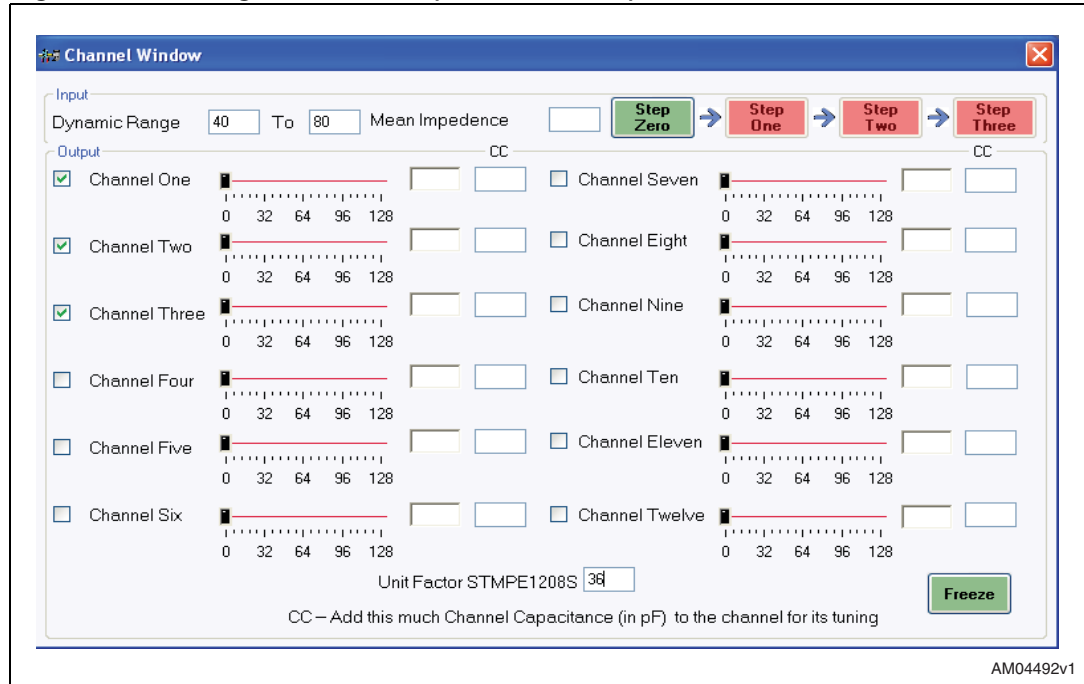 Channel Window
Input
Dynamic Range 40 To 80 Mean Impedence Step Zero Step One Step Two Step Three
Output CC CC
Channel One
0 32 64 96 128
Channel Two
0 32 64 96 128
Channel Three
0 32 64 96 128
Channel Four
0 32 64 96 128
Channel Five
0 32 64 96 128
Channel Six
0 32 64 96 128
Channel Seven
0 32 64 96 128
Channel Eight
0 32 64 96 128
Channel Nine
0 32 64 96 128
Channel Ten
0 32 64 96 128
Channel Eleven
0 32 64 96 128
Channel Twelve
0 32 64 96 128
Unit Factor STMPE1208S 36
Freeze
CC – Add this much Channel Capacitance (in pF) to the channel for its tuning
AM04492v1